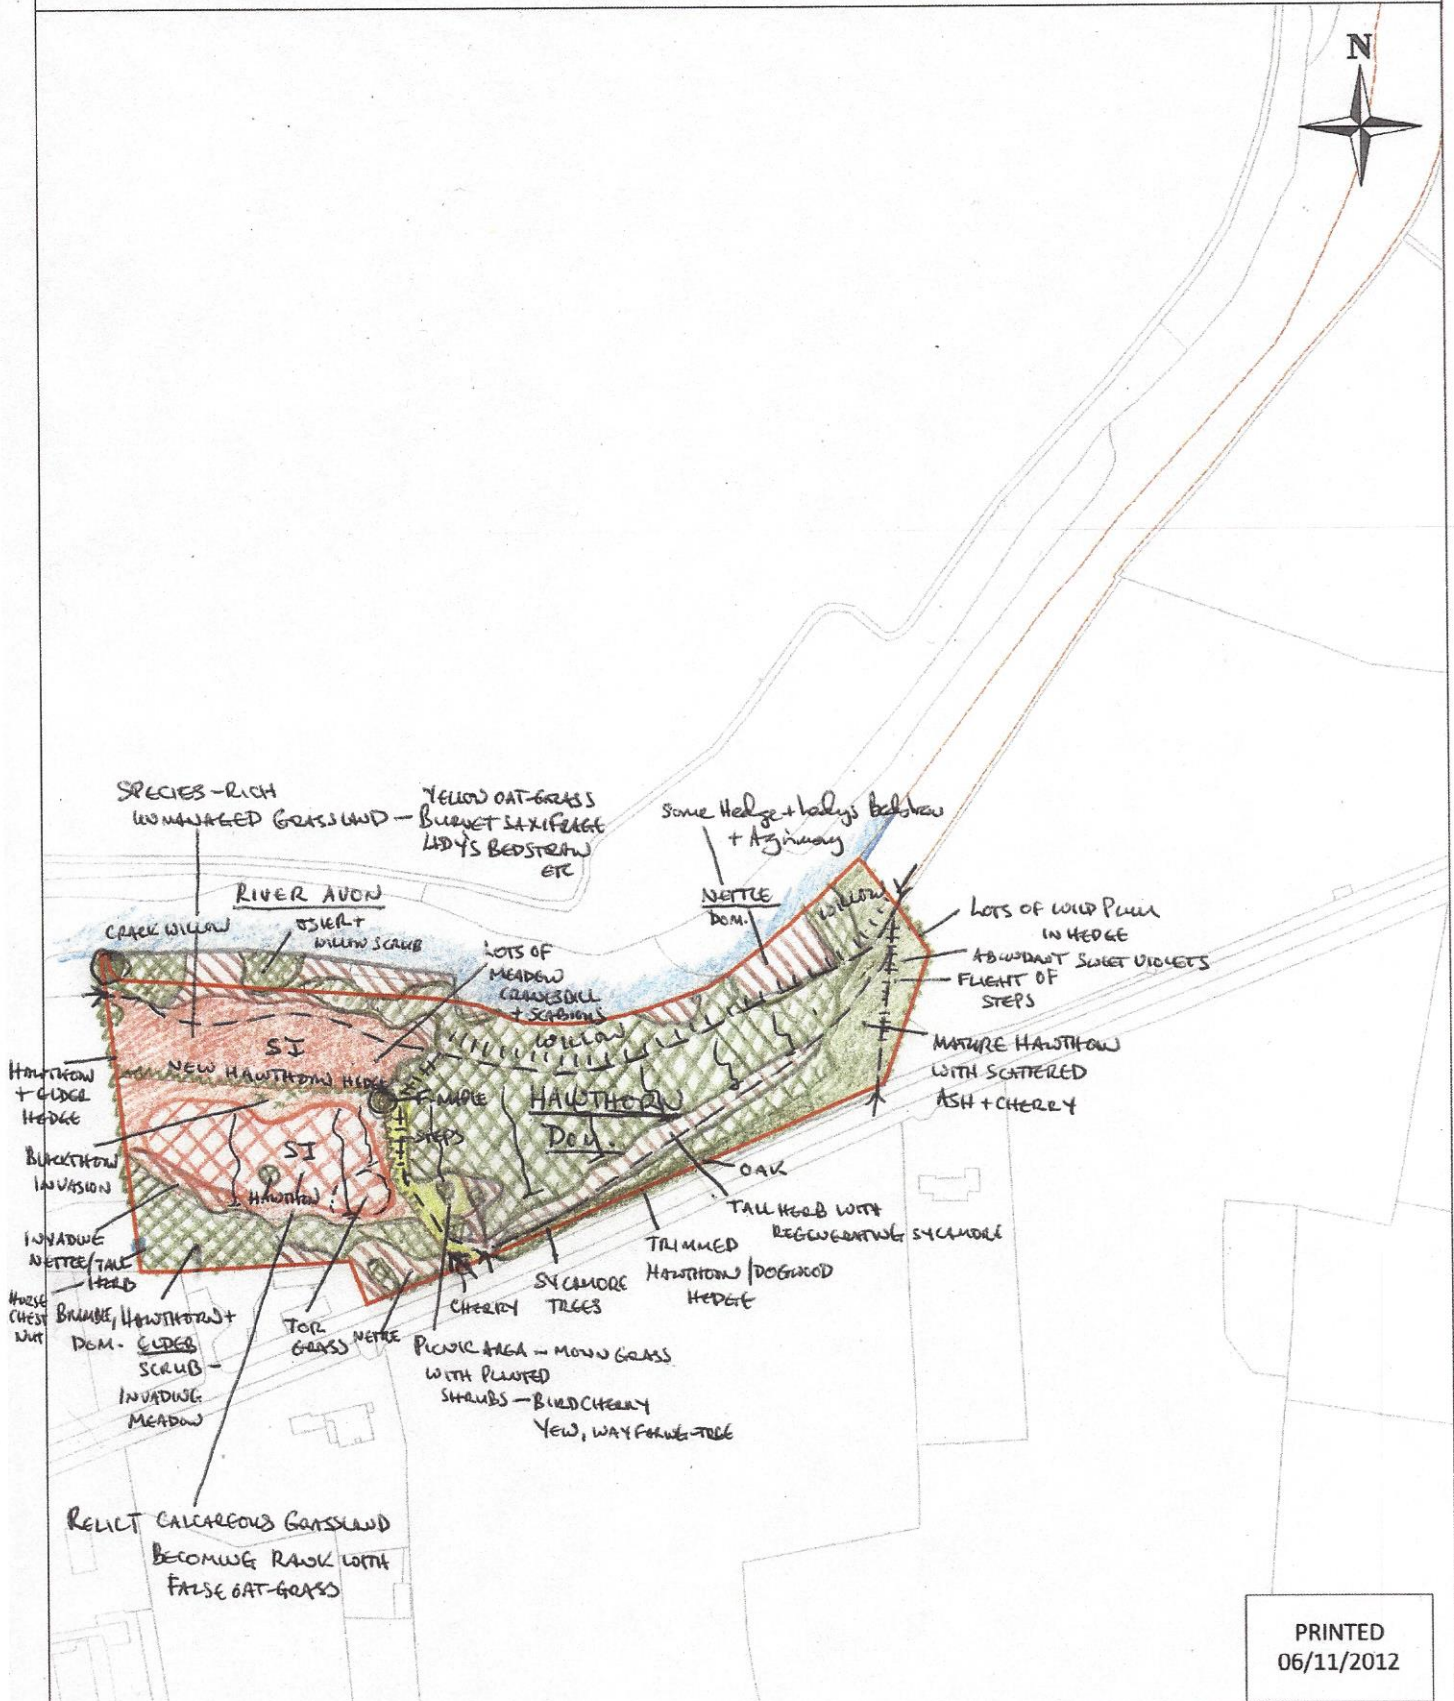 N
SPECIES-RICH
UNMANAGED GRASSLAND —
YELLOW OAT-GRASS
BURNET SAXIFRAGE
LADY'S BEDSTRAW
ETC
Some Hedge + Lady's Bedstraw
+ Agrimony
RIVER AVON
CRACK WILLOW
OSIER +
WILLOW SCRUB
NETTLE
DOM.
WILLOW
LOTS OF
MEADOW
CRANESBILL
+ SCABIOUS
WILLOW
LOTS OF WILD PLUM
IN HEDGE
ABUNDANT SWEET VIOLETS
FLIGHT OF
STEPS
MATURE HAWTHORN
WITH SCATTERED
ASH + CHERRY
SI
NEW HAWTHORN HEDGE
HAWTHORN
+ ELDER
HEDGE
F. MAPLE
STEPS
HAWTHORN
DOM.
SI
HAWTHORN
BLACKTHORN
INVASION
OAK
TALL HERB WITH
REGENERATING SYCAMORE
INVADING
NETTLE/TALL
HERB
TRIMMED
HAWTHORN/DOGWOOD
HEDGE
SYCAMORE
TREES
CHERRY
HORSE
CHEST
NUT
BRAMBLE, HAWTHORN +
DOM. ELDER
SCRUB —
INVADING
MEADOW
TOR
GRASS
NETTLE
PICNIC AREA — MOWN GRASS
WITH PLANTED
SHRUBS — BIRD CHERRY
YEW, WAYFARING-TREE
RELICT CALCAREOUS GRASSLAND
BECOMING RANK WITH
FALSE OAT-GRASS
PRINTED
06/11/2012